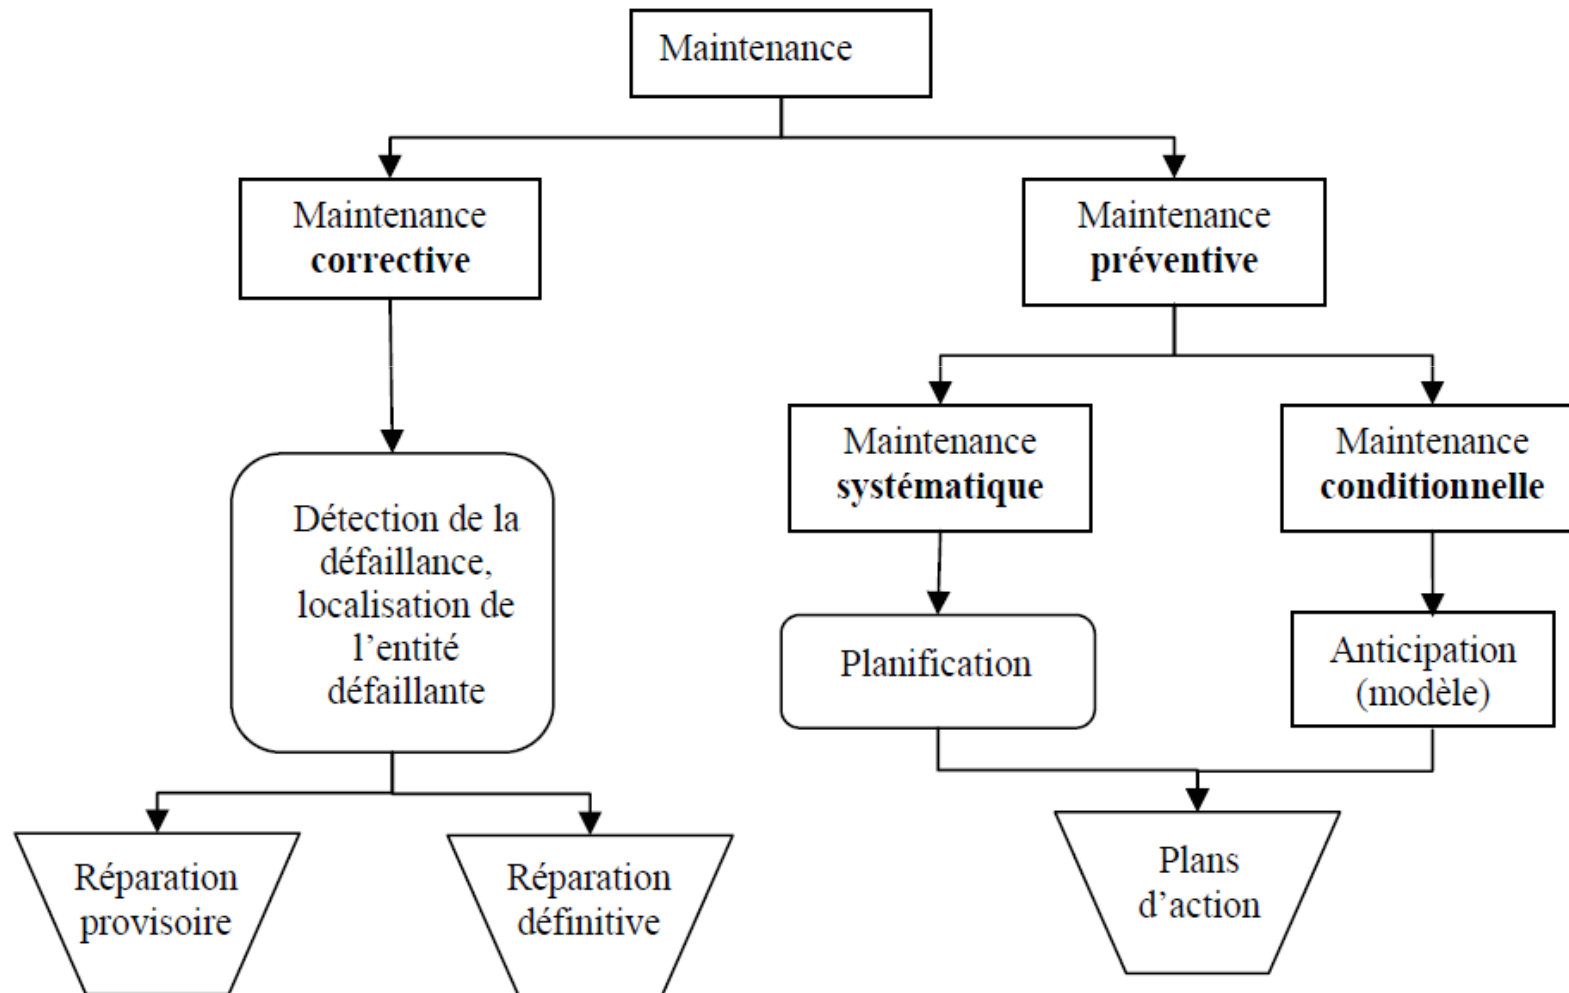 Maintenance
Maintenance
corrective
Maintenance
préventive
Maintenance
systématique
Maintenance
conditionnelle
Détection de la
défaillance,
localisation de
l’entité
défaillante
Planification
Anticipation
(modèle)
Réparation
provisoire
Réparation
définitive
Plans
d’action